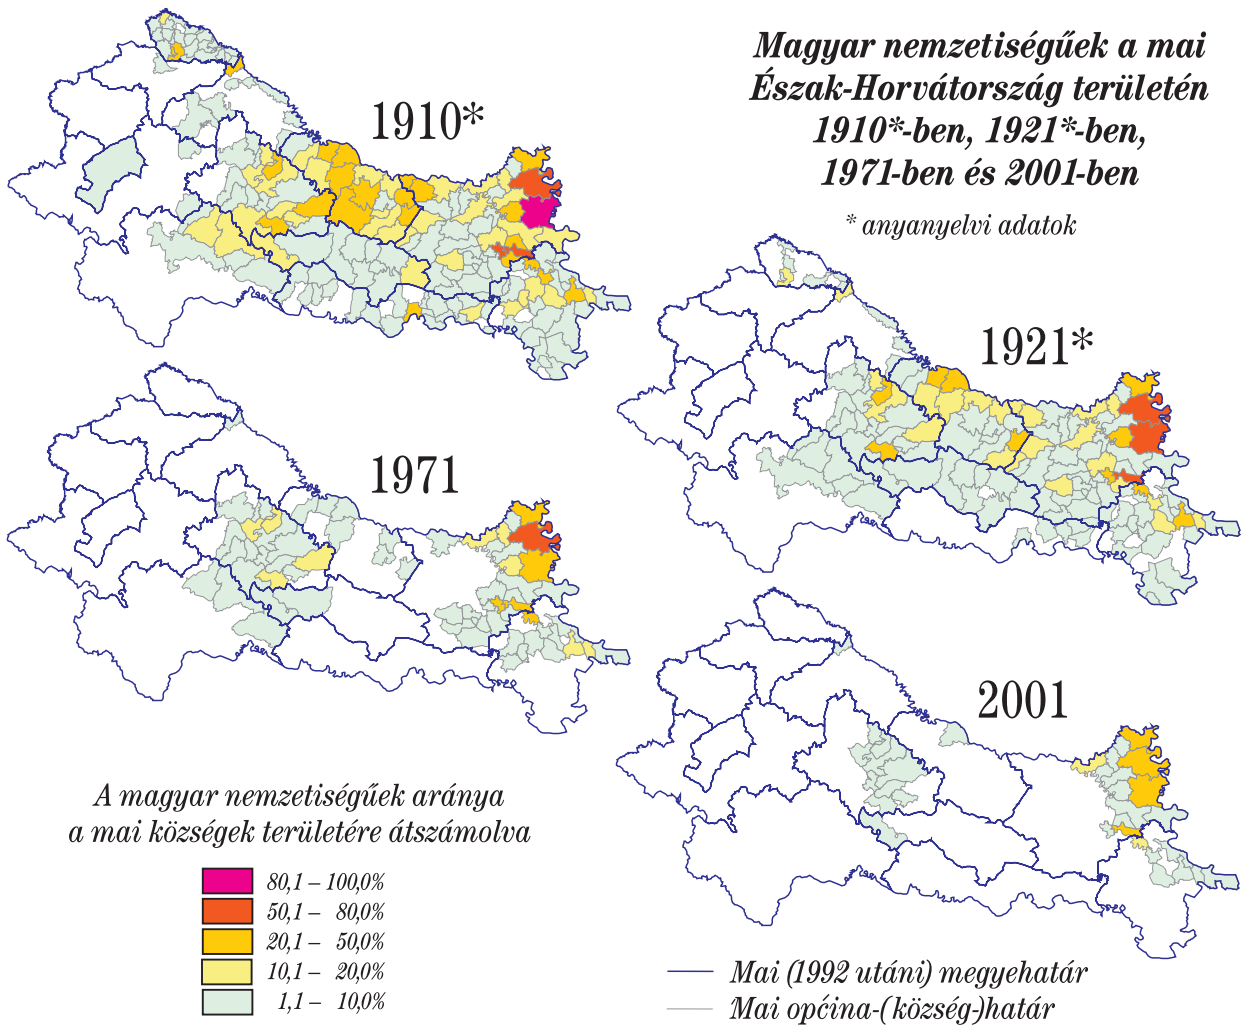 Magyar nemzetiségűek a mai
Észak-Horvátország területén
1910*-ben, 1921*-ben,
1971-ben és 2001-ben
* anyanyelvi adatok
1910*
1921*
1971
2001
A magyar nemzetiségűek aránya
a mai községek területére átszámolva
80,1 – 100,0%
50,1 – 80,0%
20,1 – 50,0%
10,1 – 20,0%
1,1 – 10,0%
Mai (1992 utáni) megyehatár
Mai općina-(község-)határ